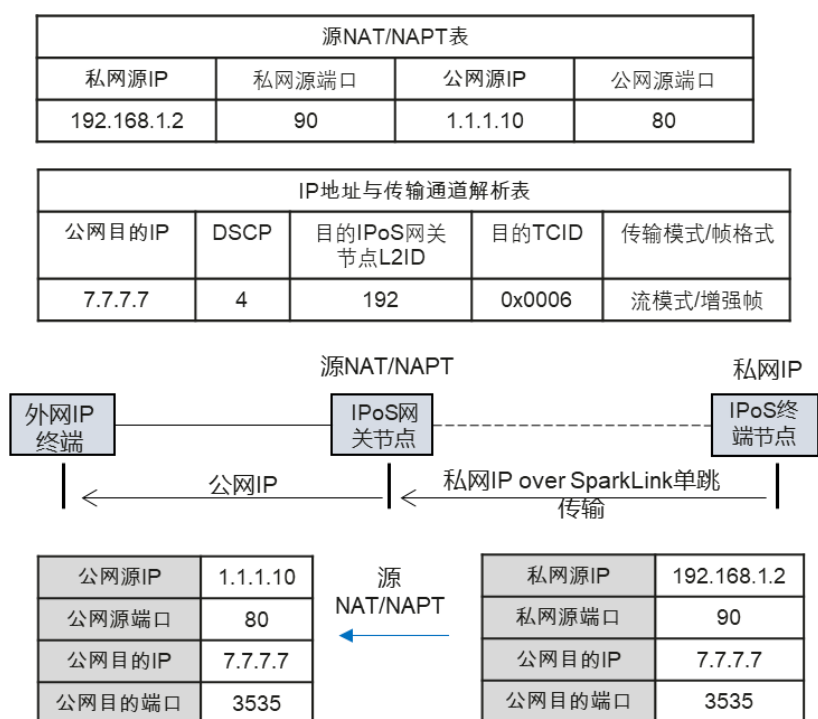 源NAT/NAPT表
私网源IP 私网源端口 公网源IP 公网源端口
192.168.1.2 90 1.1.1.10 80
IP地址与传输通道解析表
公网目的IP DSCP 目的IPoS网关 目的TCID 传输模式/帧格式
节点L2ID
7.7.7.7 4 192 0x0006 流模式/增强帧
源NAT/NAPT 私网IP
外网IP
终端
IPoS网
关节点
IPoS终
端节点
公网IP
私网IP over SparkLink单跳
传输
公网源IP 1.1.1.10
公网源端口 80
公网目的IP 7.7.7.7
公网目的端口 3535
源
NAT/NAPT
私网源IP 192.168.1.2
私网源端口 90
公网目的IP 7.7.7.7
公网目的端口 3535